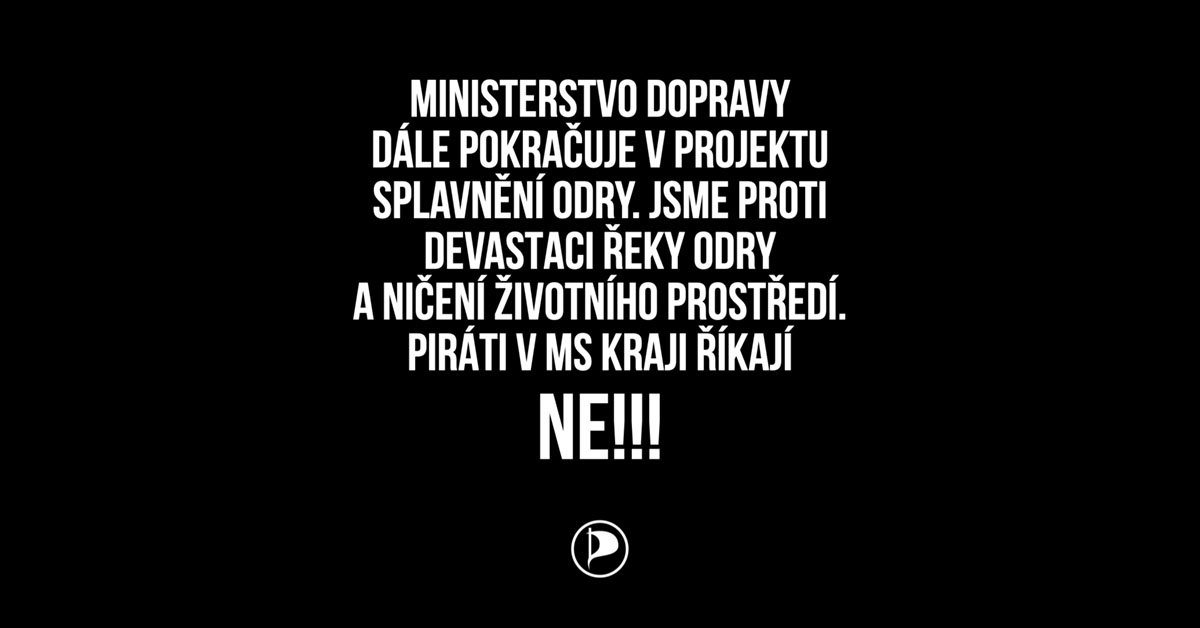 MINISTERSTVO DOPRAVY
DÁLE POKRAČUJE V PROJEKTU
SPLAVNĚNÍ ODRY. JSME PROTI
DEVASTACI ŘEKY ODRY
A NIČENÍ ŽIVOTNÍHO PROSTŘEDÍ.
PIRÁTI V MS KRAJI ŘÍKAJÍ
NE!!!